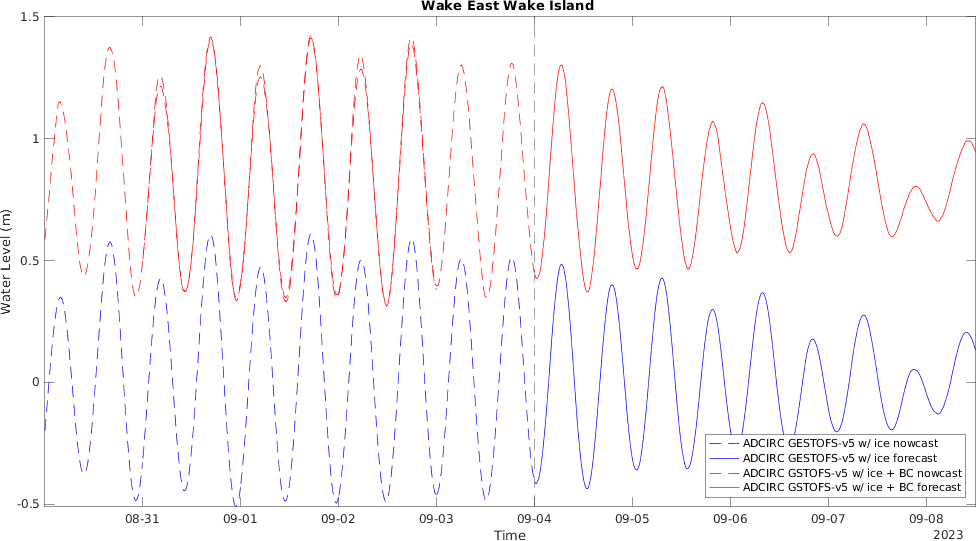 Wake East Wake Island
1.5
1
0.5
0
-0.5
Water Level (m)
08-31
09-01
09-02
09-03
09-04
09-05
09-06
09-07
09-08
Time
2023
ADCIRC GESTOFS-v5 w/ ice nowcast
ADCIRC GESTOFS-v5 w/ ice forecast
ADCIRC GSTOFS-v5 w/ ice + BC nowcast
ADCIRC GSTOFS-v5 w/ ice + BC forecast